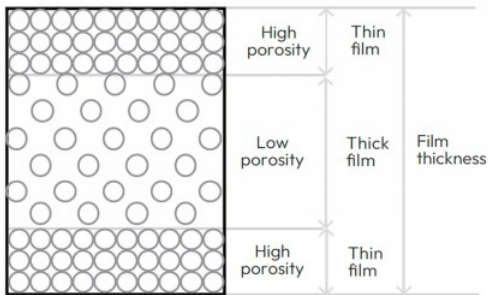 High
porosity
Thin
film
Low
porosity
Thick
film
Film
thickness
High
porosity
Thin
film